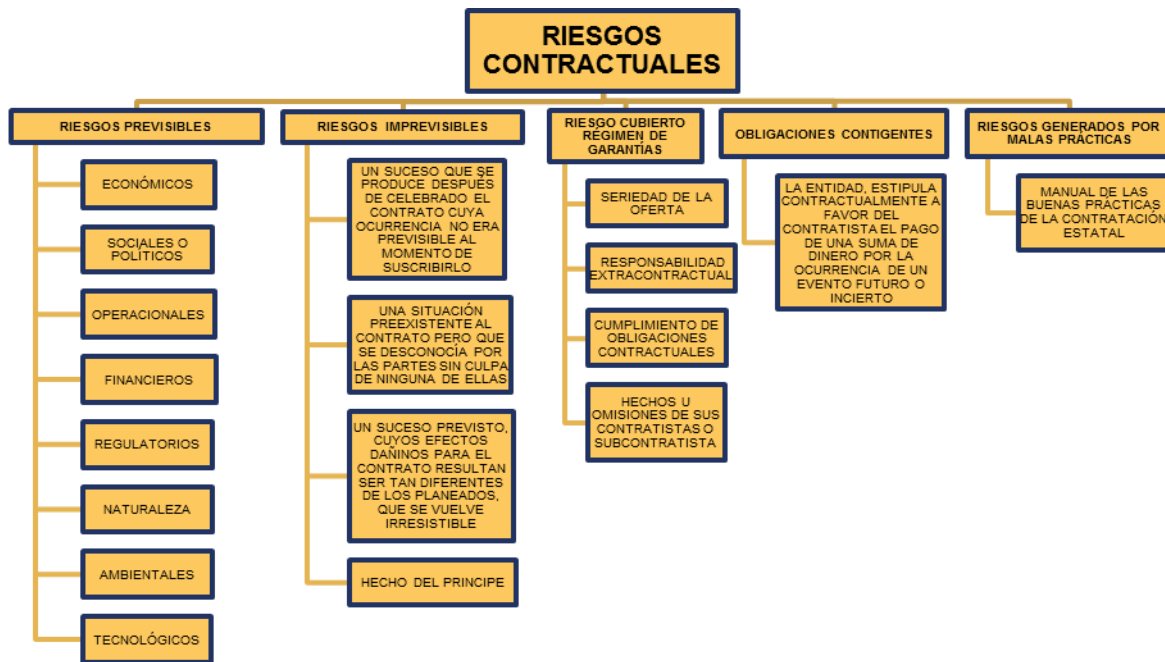 RIESGOS
CONTRACTUALES
RIESGOS PREVISIBLES
ECONÓMICOS
SOCIALES O
POLÍTICOS
OPERACIONALES
FINANCIEROS
REGULATORIOS
NATURALEZA
AMBIENTALES
TECNOLÓGICOS
RIESGOS IMPREVISIBLES
UN SUCESO QUE SE
PRODUCE DESPUÉS
DE CELEBRADO EL
CONTRATO CUYA
OCURRENCIA NO ERA
PREVISIBLE AL
MOMENTO DE
SUSCRIBIRLO
UNA SITUACIÓN
PREEXISTENTE AL
CONTRATO PERO QUE
SE DESCONOCÍA POR
LAS PARTES SIN CULPA
DE NINGUNA DE ELLAS
UN SUCESO PREVISTO,
CUYOS EFECTOS
DAÑINOS PARA EL
CONTRATO RESULTAN
SER TAN DIFERENTES
DE LOS PLANEADOS,
QUE SE VUELVE
IRRESISTIBLE
HECHO DEL PRINCIPE
RIESGO CUBIERTO
RÉGIMEN DE
GARANTÍAS
SERIEDAD DE LA
OFERTA
RESPONSABILIDAD
EXTRACONTRACTUAL
CUMPLIMIENTO DE
OBLIGACIONES
CONTRACTUALES
HECHOS U
OMISIONES DE SUS
CONTRATISTAS O
SUBCONTRATISTA
OBLIGACIONES CONTIGENTES
LA ENTIDAD, ESTIPULA
CONTRACTUALMENTE A
FAVOR DEL
CONTRATISTA EL PAGO
DE UNA SUMA DE
DINERO POR LA
OCURRENCIA DE UN
EVENTO FUTURO O
INCIERTO
RIESGOS GENERADOS POR
MALAS PRÁCTICAS
MANUAL DE LAS
BUENAS PRÁCTICAS
DE LA CONTRATACIÓN
ESTATAL